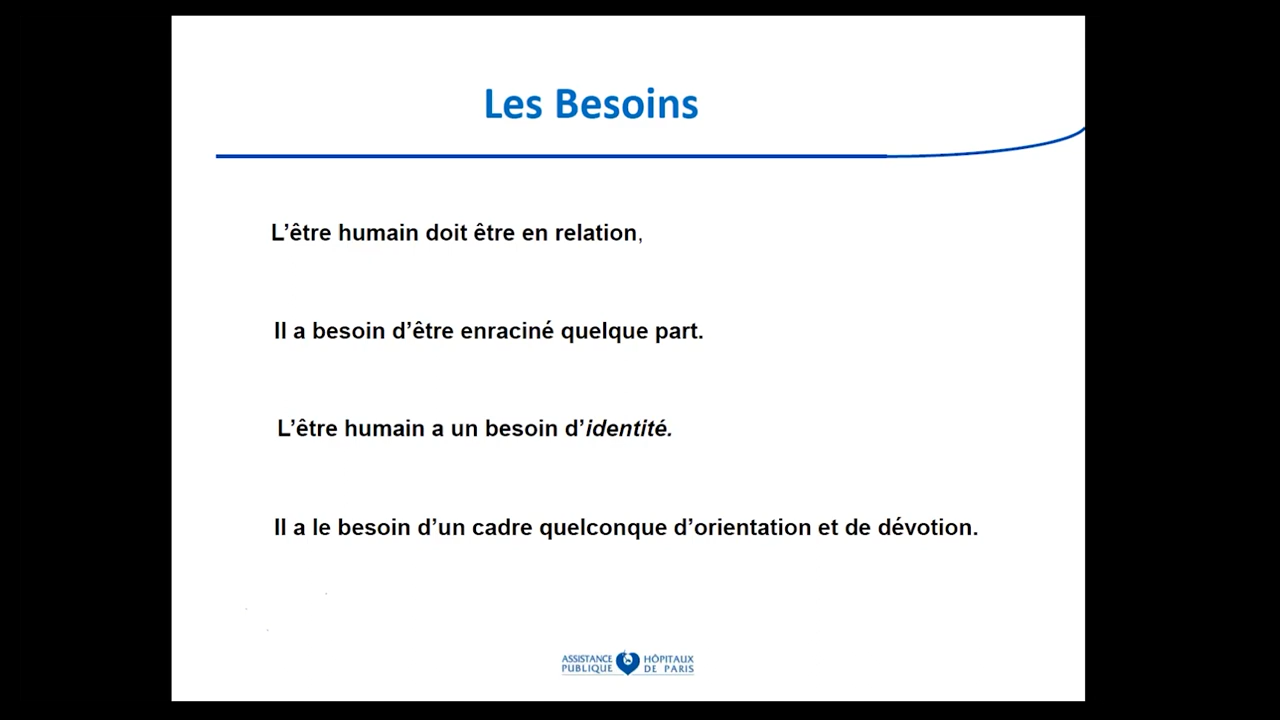 Les Besoins
L’être humain doit être en relation,
Il a besoin d’être enraciné quelque part.
L’être humain a un besoin d’identité.
Il a le besoin d’un cadre quelconque d’orientation et de dévotion.
ASSISTANCE HÔPITAUX
PUBLIQUE DE PARIS